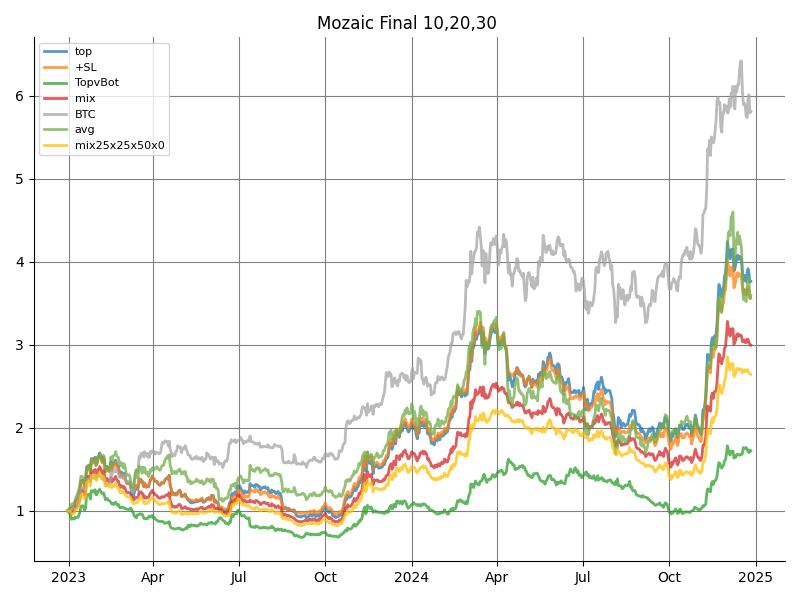 Mozaic Final 10,20,30
top
+SL
TopvBot
mix
BTC
avg
mix25x25x50x0
6
5
4
3
2
1
2023 Apr Jul Oct 2024 Apr Jul Oct 2025